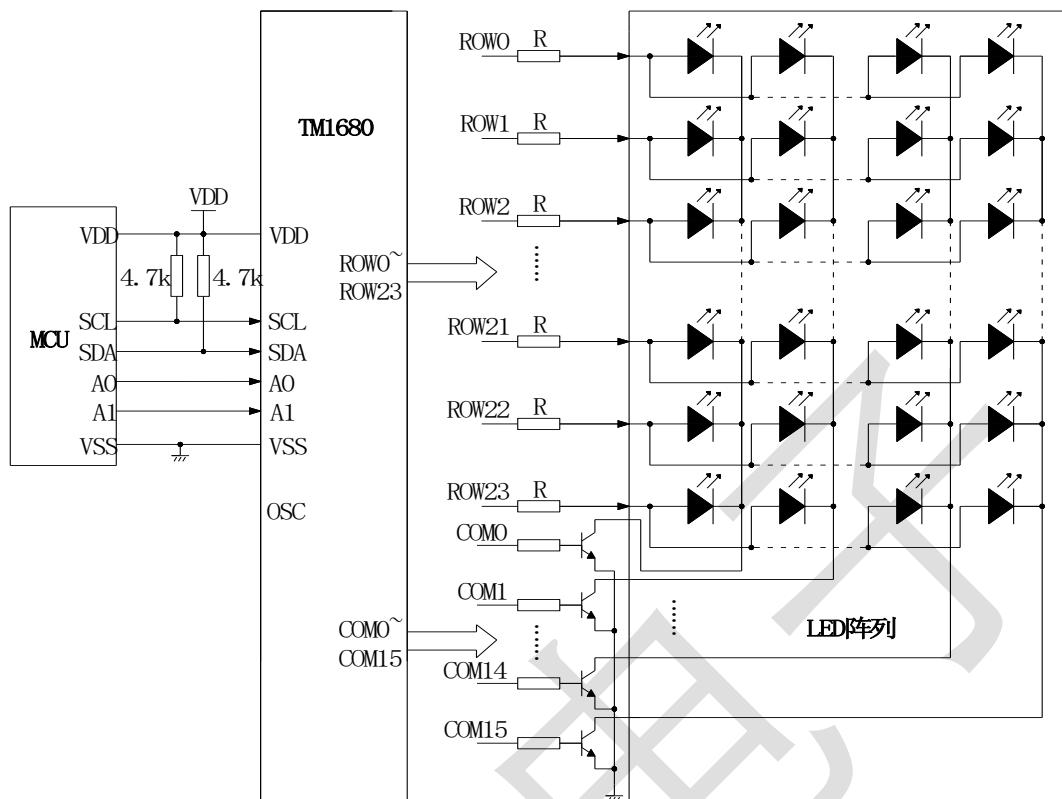 TM1680
MCU
VDD
VDD
VDD
4.7k
4.7k
SCL
SCL
SDA
SDA
A0
A0
A1
A1
VSS
VSS
OSC
ROW0~
ROW23
COM0~
COM15
ROW0
R
ROW1
R
ROW2
R
ROW21
R
ROW22
R
ROW23
R
COM0
COM1
COM14
COM15
LED阵列
电子